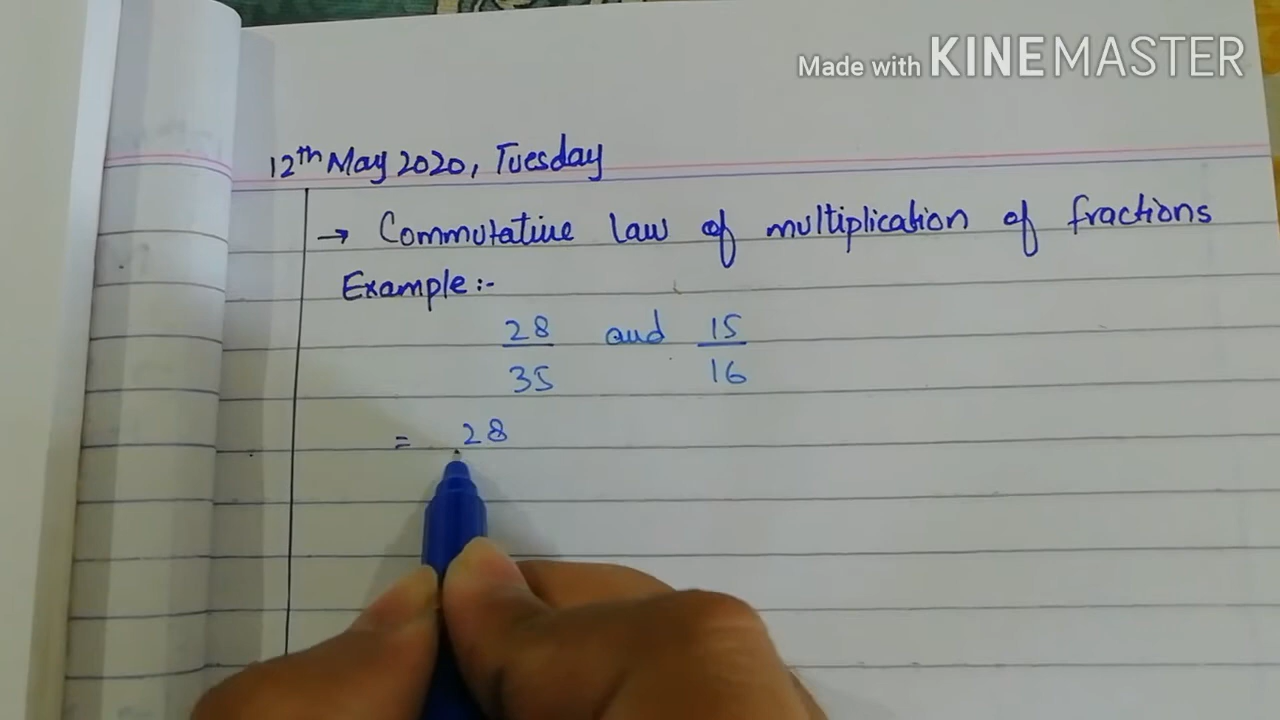 Made with KINEMASTER
12th May 2020, Tuesday
→ Commutative law of multiplication of fractions
Example:-
28 and 15
35 16
= 28